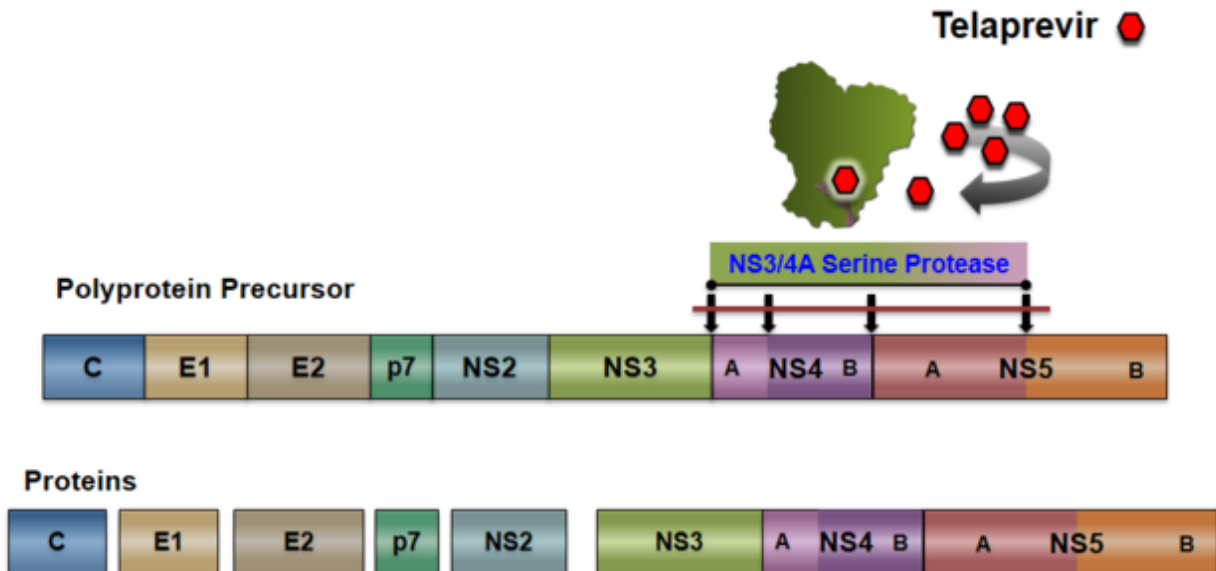 Telaprevir
NS3/4A Serine Protease
Polyprotein Precursor
C E1 E2 p7 NS2 NS3 A NS4 B A NS5 B
Proteins
C E1 E2 p7 NS2 NS3 A NS4 B A NS5 B